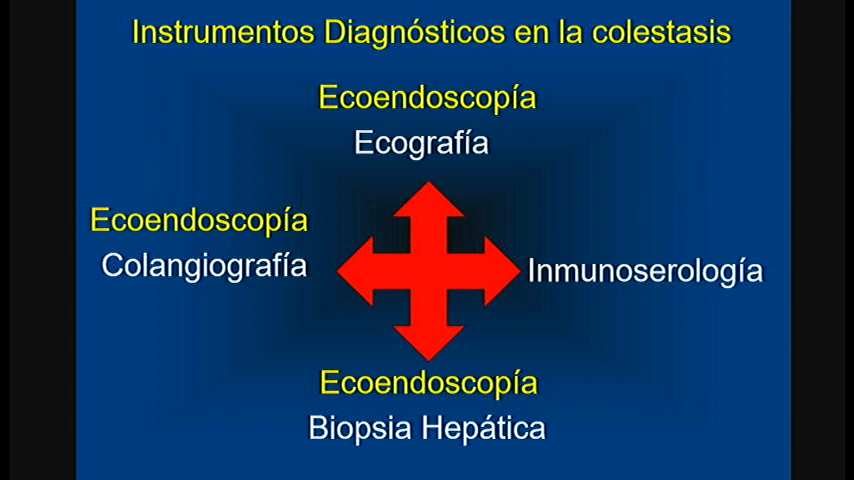 Instrumentos Diagnósticos en la colestasis
Ecoendoscopía
Ecografía
Ecoendoscopía
Colangiografía
Inmunoserología
Ecoendoscopía
Biopsia Hepática